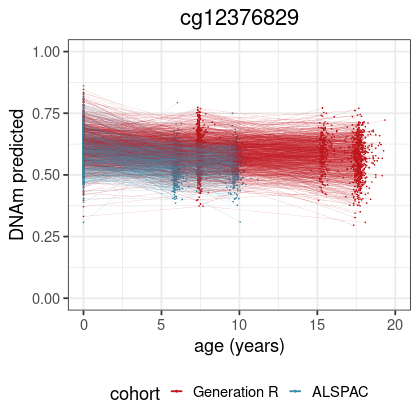 cg12376829
1.00
0.75
0.50
0.25
0.00
DNAm predicted
0 5 10 15 20
age (years)
cohort Generation R ALSPAC